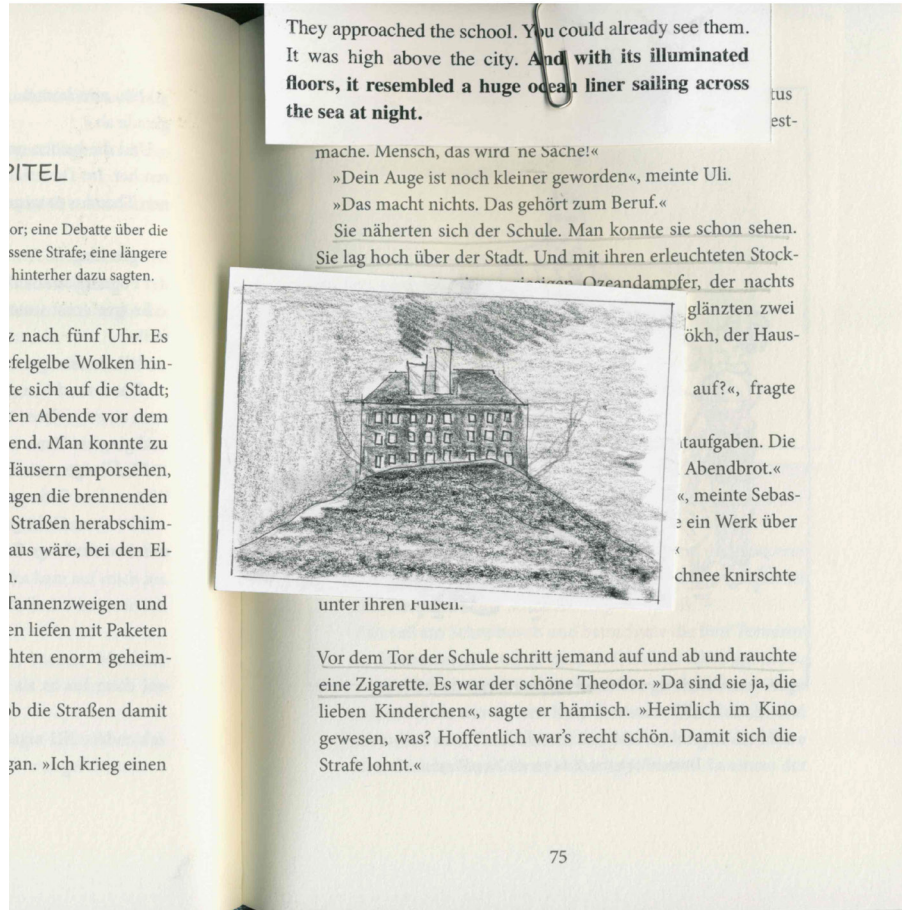 They approached the school. You could already see them.
It was high above the city. And with its illuminated
floors, it resembled a huge ocean liner sailing across
the sea at night.
PITEL
or; eine Debatte über die
ssene Strafe; eine längere
hinterher dazu sagten.
z nach fünf Uhr. Es
efelgelbe Wolken hin-
te sich auf die Stadt;
ten Abende vor dem
end. Man konnte zu
Häusern emporsehen,
agen die brennenden
Straßen herabschim-
aus wäre, bei den El-
n.
Tannenzweigen und
en liefen mit Paketen
hten enorm geheim-
ob die Straßen damit
gan. »Ich krieg einen
tus
est-
mache. Mensch, das wird 'ne Sache!«
»Dein Auge ist noch kleiner geworden«, meinte Uli.
»Das macht nichts. Das gehört zum Beruf.«
Sie näherten sich der Schule. Man konnte sie schon sehen.
Sie lag hoch über der Stadt. Und mit ihren erleuchteten Stock-
Ozeandampfer, der nachts
glänzten zwei
ökh, der Haus-
auf?«, fragte
taufgaben. Die
Abendbrot.«
«, meinte Sebas-
e ein Werk über
«
chnee knirschte
unter ihren Füßen.
Vor dem Tor der Schule schritt jemand auf und ab und rauchte
eine Zigarette. Es war der schöne Theodor. »Da sind sie ja, die
lieben Kinderchen«, sagte er hämisch. »Heimlich im Kino
gewesen, was? Hoffentlich war's recht schön. Damit sich die
Strafe lohnt.«
75